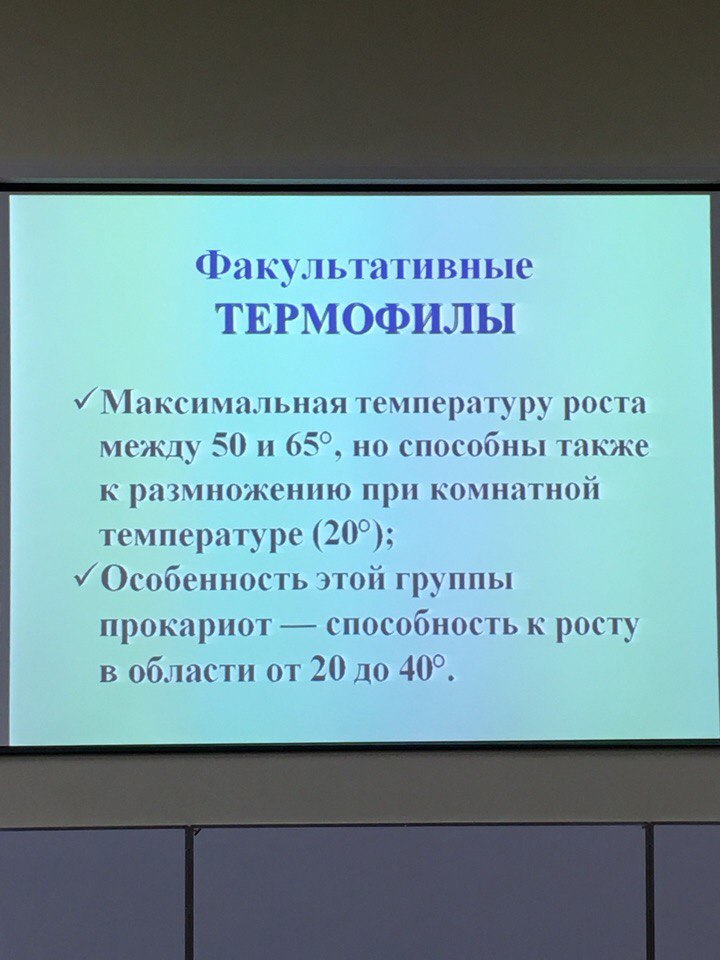 Факультативные
ТЕРМОФИЛЫ
✓Максимальная температуру роста
между 50 и 65°, но способны также
к размножению при комнатной
температуре (20°);
✓Особенность этой группы
прокариот — способность к росту
в области от 20 до 40°.